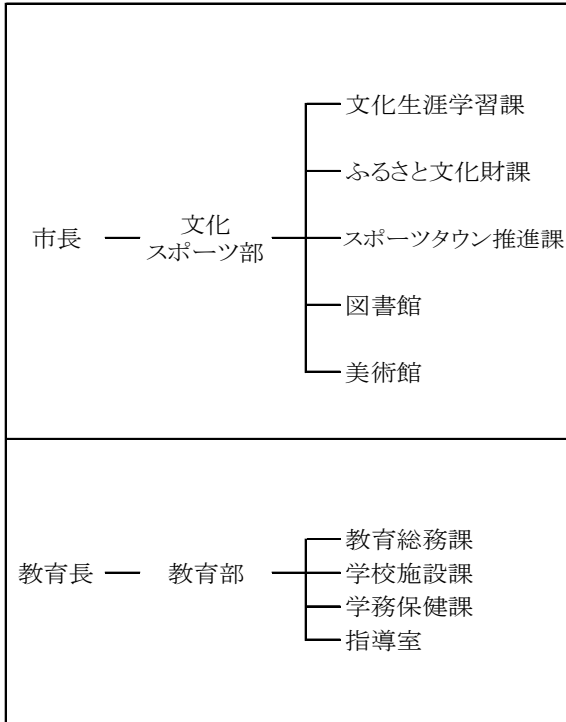 文化生涯学習課
ふるさと文化財課
市長
文化
スポーツ部
スポーツタウン推進課
図書館
美術館
教育総務課
教育長
教育部
学校施設課
学務保健課
指導室